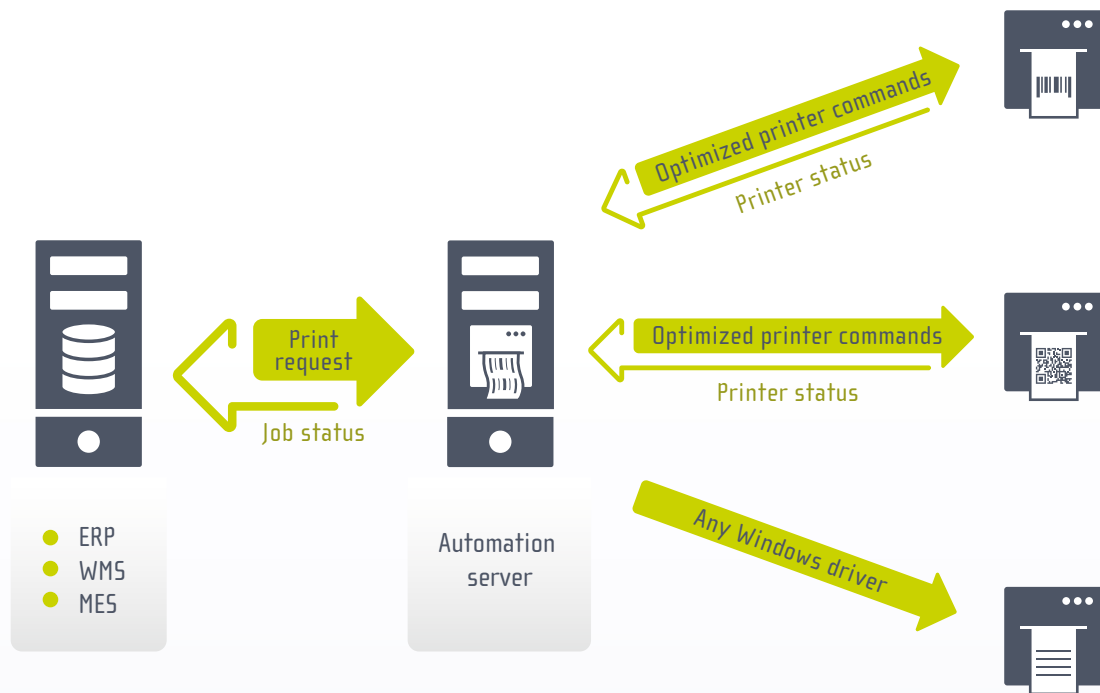 Optimized printer commands
Printer status
Print
request
Job status
Optimized printer commands
Printer status
Any Windows driver
ERP
WMS
MES
Automation
server